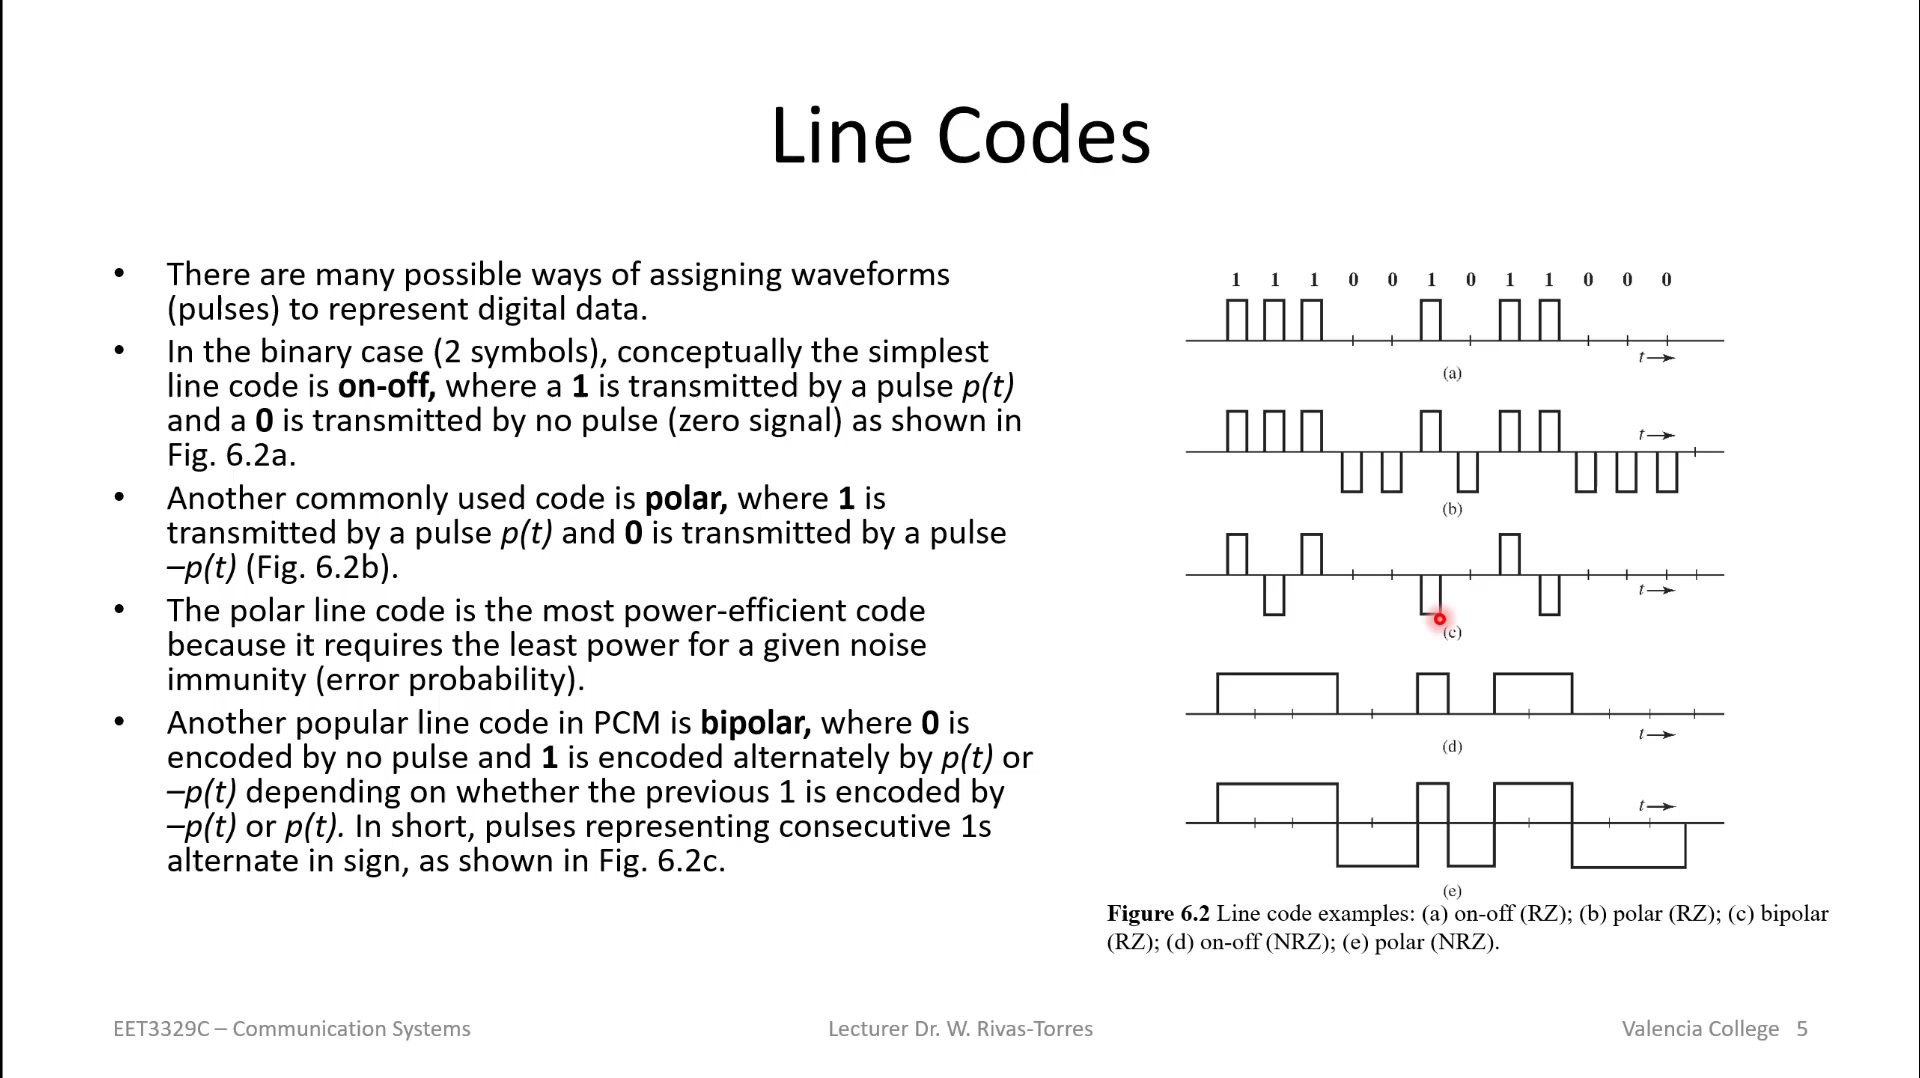 Line Codes
• There are many possible ways of assigning waveforms
(pulses) to represent digital data.
• In the binary case (2 symbols), conceptually the simplest
line code is on-off, where a 1 is transmitted by a pulse p(t)
and a 0 is transmitted by no pulse (zero signal) as shown in
Fig. 6.2a.
• Another commonly used code is polar, where 1 is
transmitted by a pulse p(t) and 0 is transmitted by a pulse
–p(t) (Fig. 6.2b).
• The polar line code is the most power-efficient code
because it requires the least power for a given noise
immunity (error probability).
• Another popular line code in PCM is bipolar, where 0 is
encoded by no pulse and 1 is encoded alternately by p(t) or
–p(t) depending on whether the previous 1 is encoded by
–p(t) or p(t). In short, pulses representing consecutive 1s
alternate in sign, as shown in Fig. 6.2c.
1 1 1 0 0 1 0 1 1 0 0 0
t→
(a)
t→
(b)
t→
(c)
t→
(d)
t→
(e)
Figure 6.2 Line code examples: (a) on-off (RZ); (b) polar (RZ); (c) bipolar
(RZ); (d) on-off (NRZ); (e) polar (NRZ).
EET3329C – Communication Systems
Lecturer Dr. W. Rivas-Torres
Valencia College 5